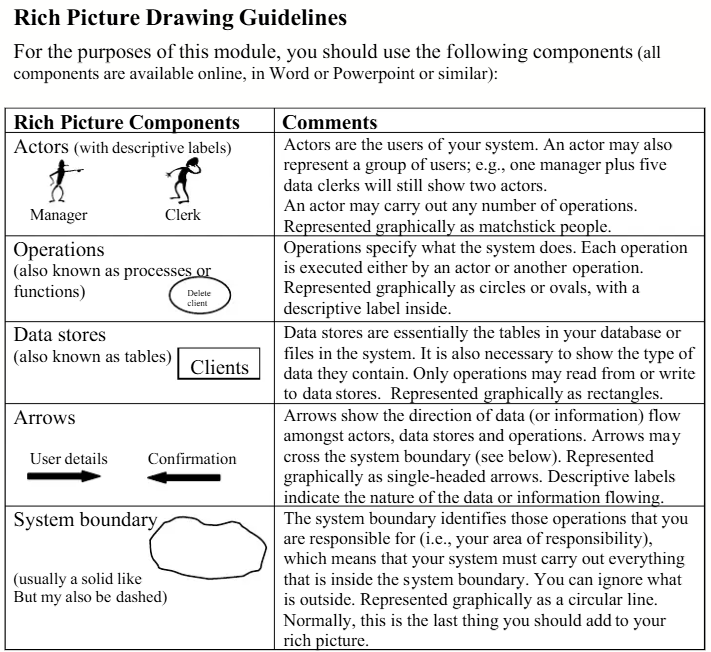 Rich Picture Drawing Guidelines
For the purposes of this module, you should use the following components (all
components are available online, in Word or Powerpoint or similar):
Rich Picture Components
Comments
Actors (with descriptive labels)
Manager
Clerk
Actors are the users of your system. An actor may also
represent a group of users; e.g., one manager plus five
data clerks will still show two actors.
An actor may carry out any number of operations.
Represented graphically as matchstick people.
Operations
(also known as processes or
functions)
Delete
client
Operations specify what the system does. Each operation
is executed either by an actor or another operation.
Represented graphically as circles or ovals, with a
descriptive label inside.
Data stores
(also known as tables)
Clients
Data stores are essentially the tables in your database or
files in the system. It is also necessary to show the type of
data they contain. Only operations may read from or write
to data stores. Represented graphically as rectangles.
Arrows
User details
Confirmation
Arrows show the direction of data (or information) flow
amongst actors, data stores and operations. Arrows may
cross the system boundary (see below). Represented
graphically as single-headed arrows. Descriptive labels
indicate the nature of the data or information flowing.
System boundary
(usually a solid like
But my also be dashed)
The system boundary identifies those operations that you
are responsible for (i.e., your area of responsibility),
which means that your system must carry out everything
that is inside the system boundary. You can ignore what
is outside. Represented graphically as a circular line.
Normally, this is the last thing you should add to your
rich picture.